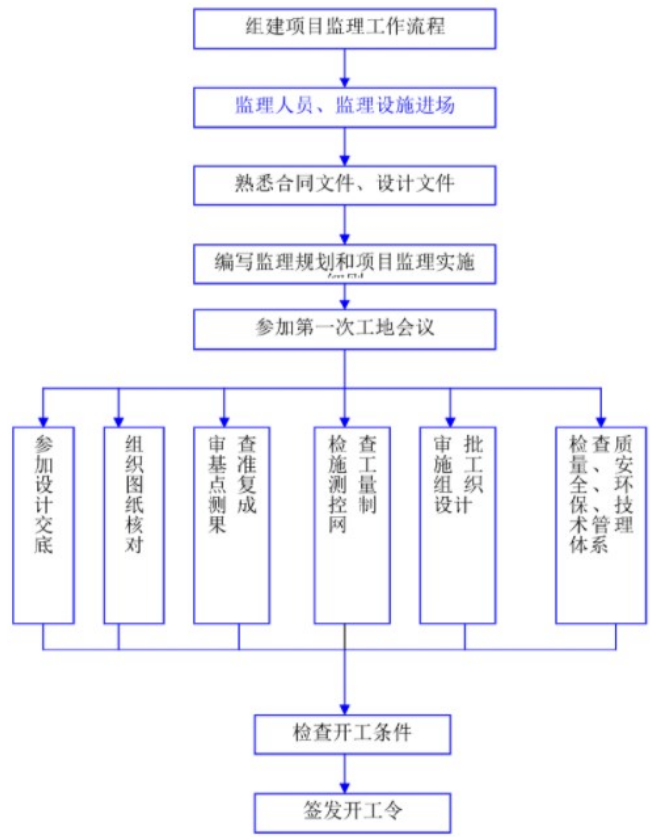 组建项目监理工作流程
监理人员、监理设施进场
熟悉合同文件、设计文件
编写监理规划和项目监理实施
参加第一次工地会议
参加设计交底
组织图纸核对
审查
基准
点复
测成
果
检查
施工
测量
控制
网
审批
施工
组织
设计
检查质
量、安
全、环
保、技
术管理
体系
检查开工条件
签发开工令